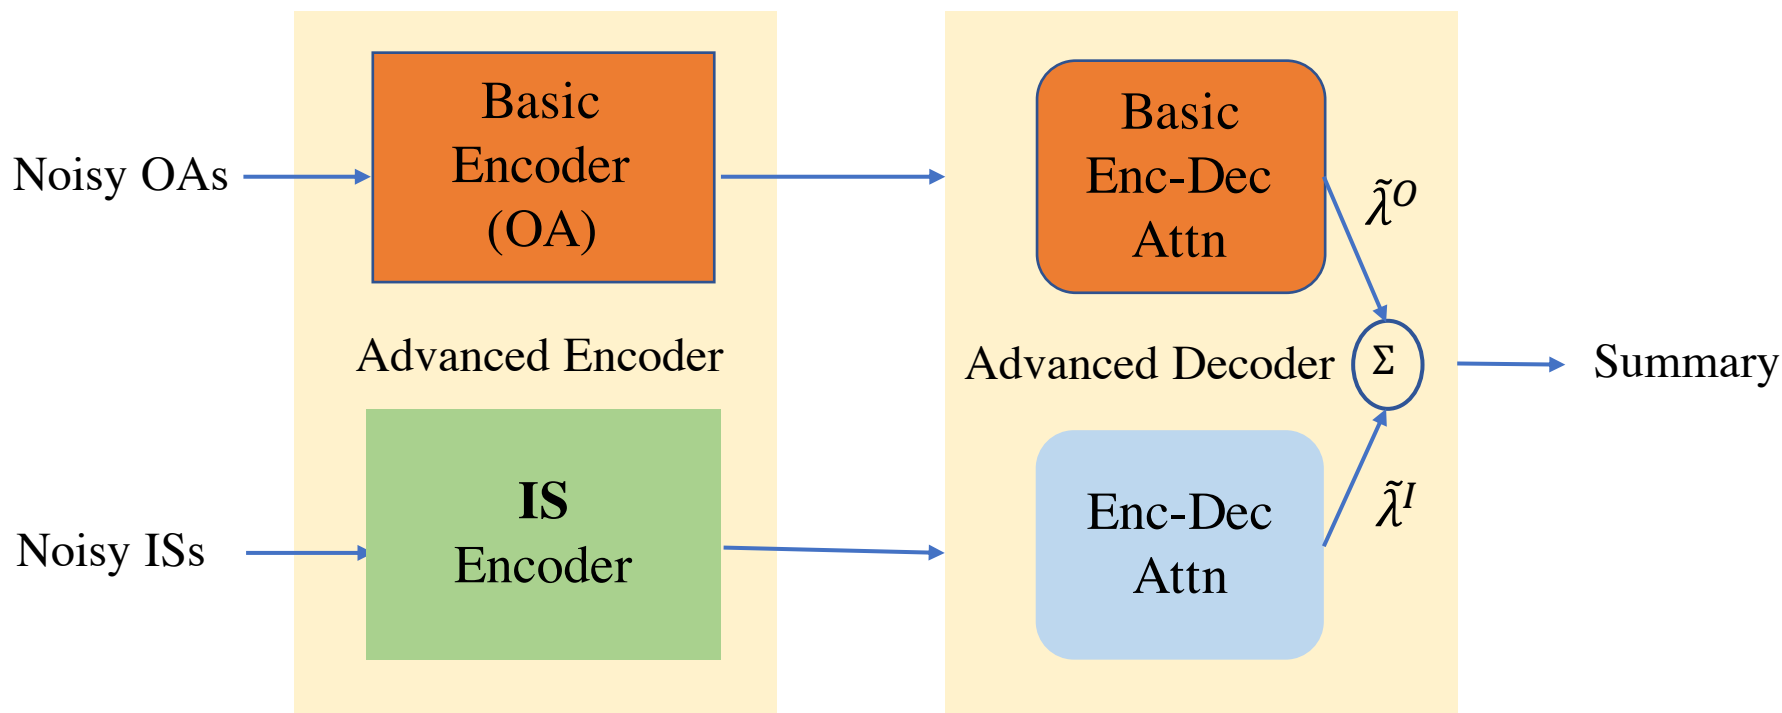 Noisy OAs
Basic
Encoder
(OA)
Advanced Encoder
Noisy ISs
IS
Encoder
Basic
Enc-Dec
Attn
λ̃ᴼ
Advanced Decoder
Σ
Summary
Enc-Dec
Attn
λ̃ᴵ